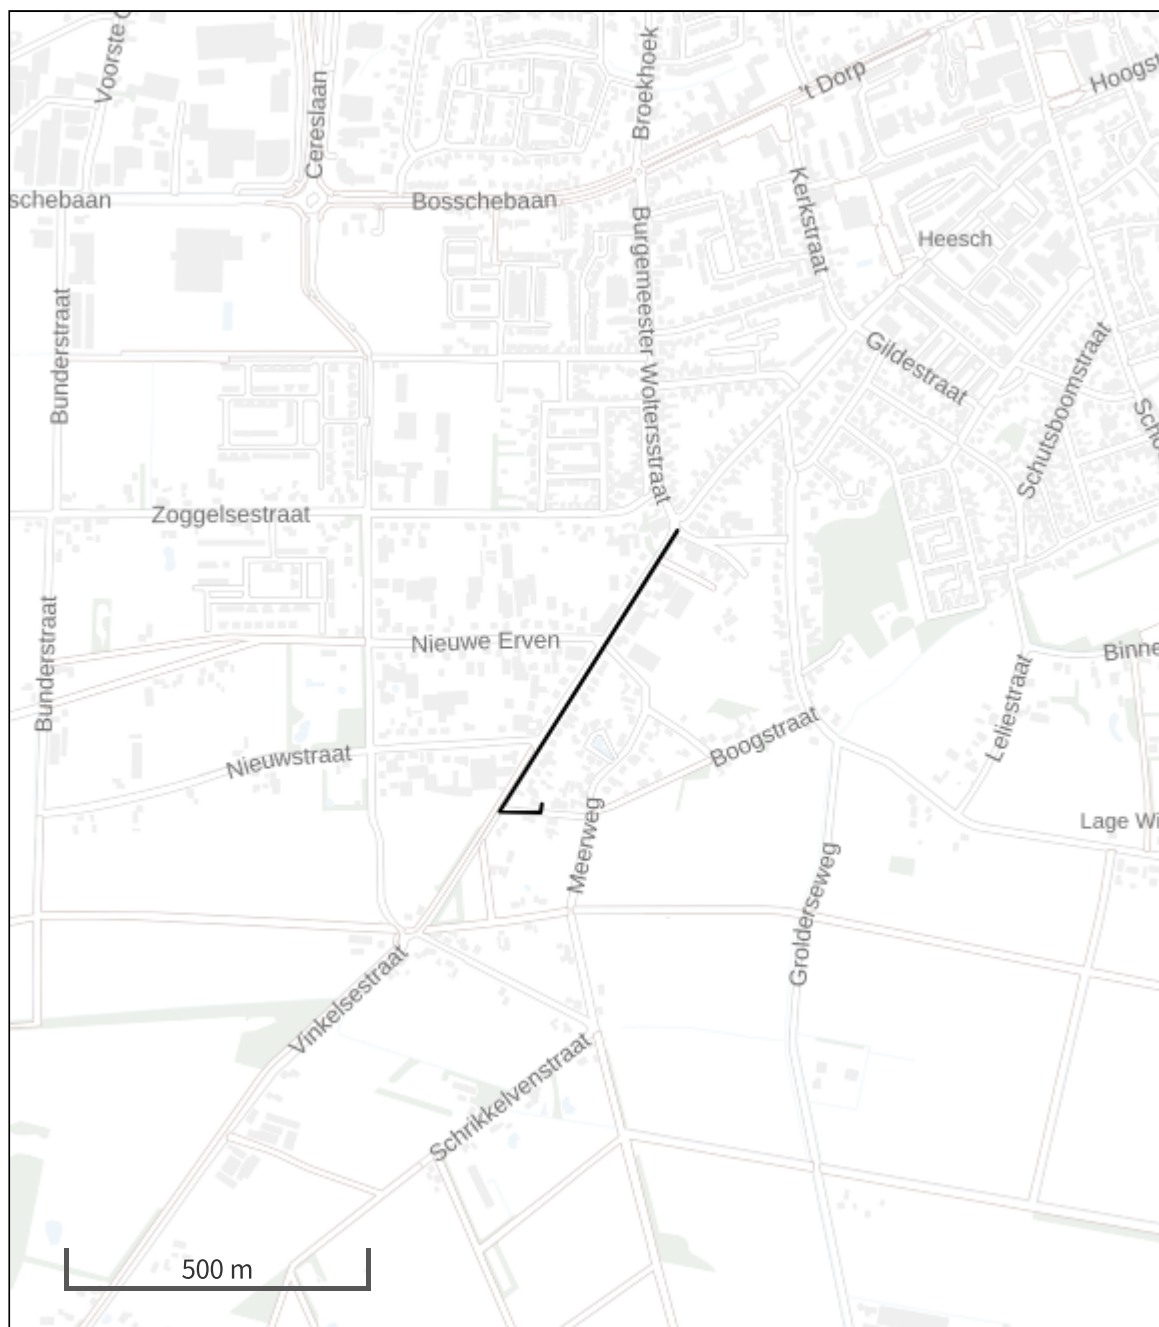 Voorste
Cereslaan
Broekhoek
't Dorp
Hoogst
schebaan
Bosschebaan
Kerkstraat
Heesch
Burgemeester Woltersstraat
Bunderstraat
Gildestraat
Schutsboomstraat
Scho
Zoggelsestraat
Bunderstraat
Nieuwe Erven
Binne
Leliestraat
Boogstraat
Nieuwstraat
Meerweg
Lage Wi
Grolderseweg
Vinkelsestraat
Schrikkelvenstraat
500 m